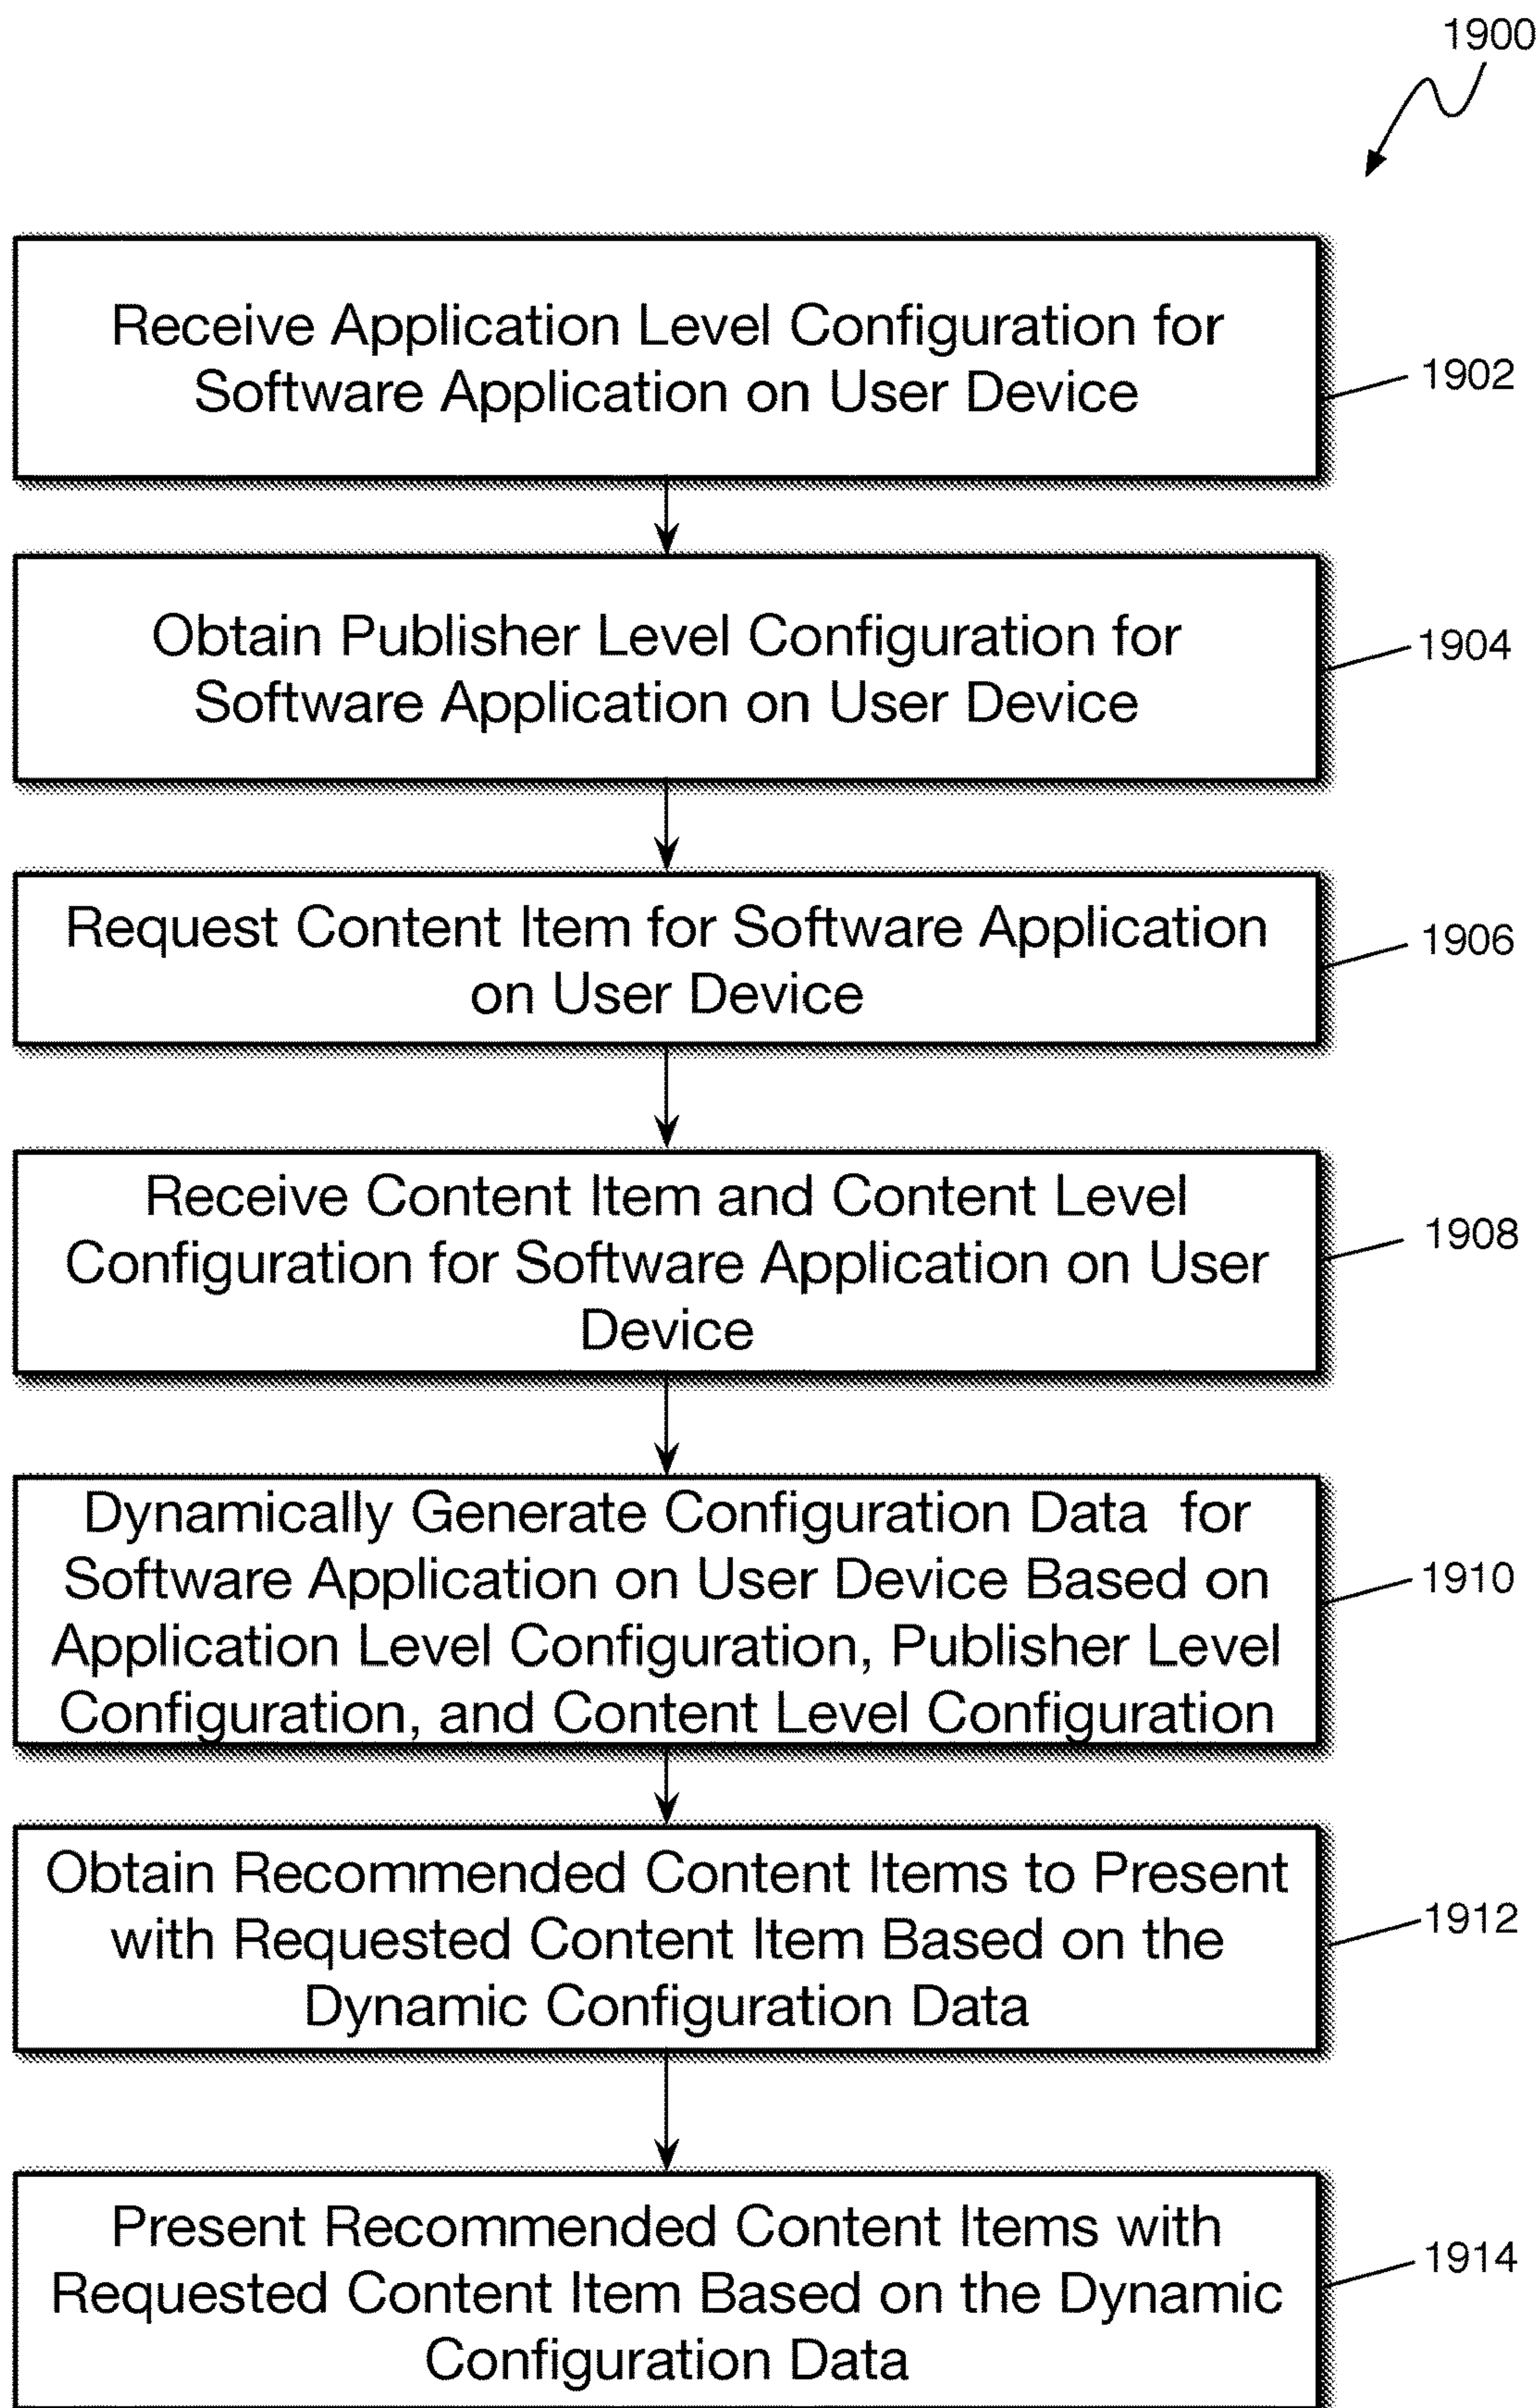 1900
Receive Application Level Configuration for
Software Application on User Device
1902
Obtain Publisher Level Configuration for
Software Application on User Device
1904
Request Content Item for Software Application
on User Device
1906
Receive Content Item and Content Level
Configuration for Software Application on User
Device
1908
Dynamically Generate Configuration Data for
Software Application on User Device Based on
Application Level Configuration, Publisher Level
Configuration, and Content Level Configuration
1910
Obtain Recommended Content Items to Present
with Requested Content Item Based on the
Dynamic Configuration Data
1912
Present Recommended Content Items with
Requested Content Item Based on the Dynamic
Configuration Data
1914